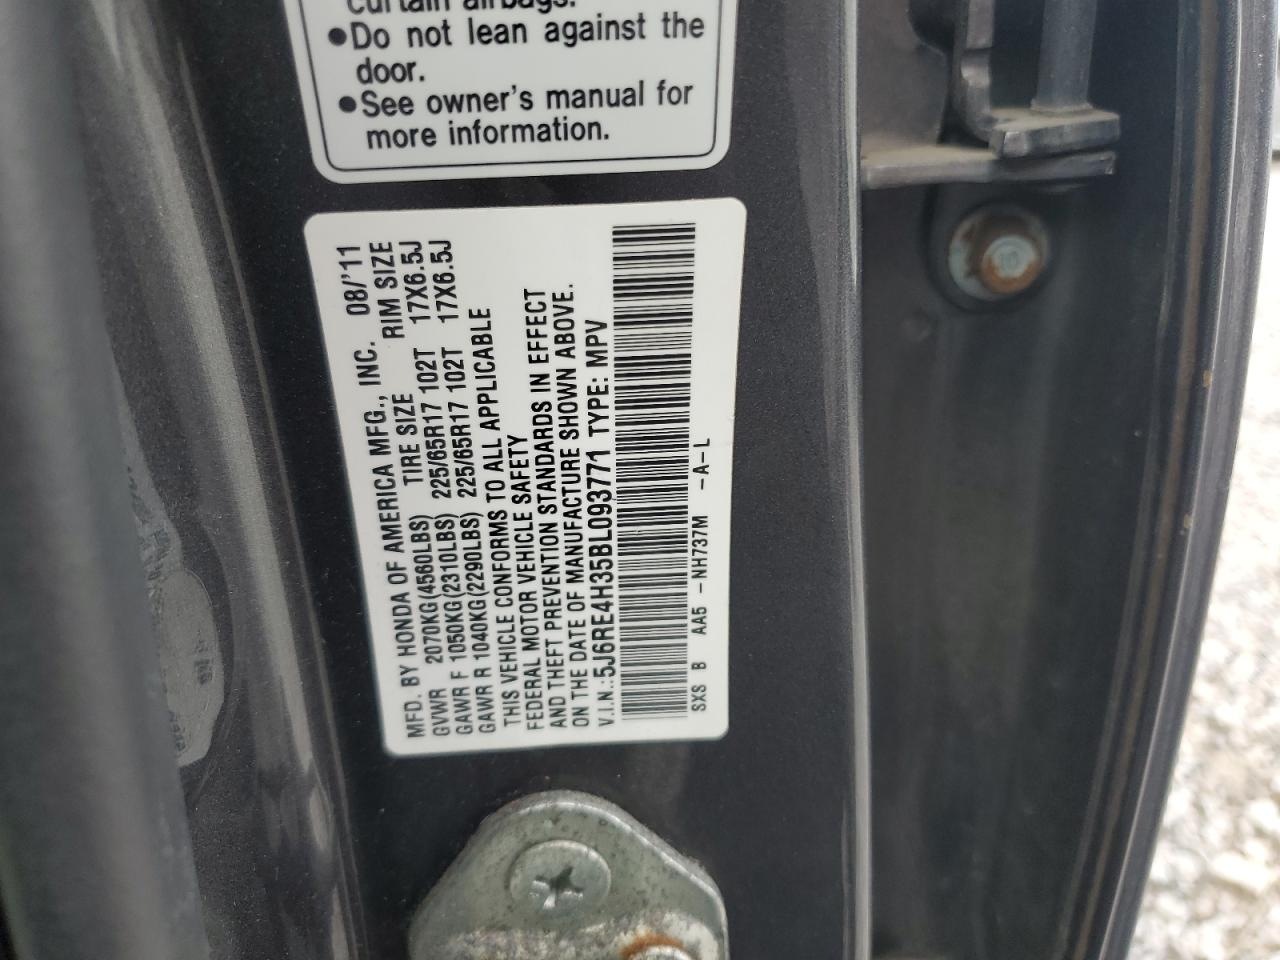 curtain airbags.
●Do not lean against the
door.
●See owner's manual for
more information.
MFD. BY HONDA OF AMERICA MFG., INC. 08/'11
GVWR 2070KG(4560LBS) TIRE SIZE RIM SIZE
GAWR F 1050KG(2310LBS) 225/65R17 102T 17X6.5J
GAWR R 1040KG(2290LBS) 225/65R17 102T 17X6.5J
THIS VEHICLE CONFORMS TO ALL APPLICABLE
FEDERAL MOTOR VEHICLE SAFETY
AND THEFT PREVENTION STANDARDS IN EFFECT
ON THE DATE OF MANUFACTURE SHOWN ABOVE.
V.I.N.:5J6RE4H35BL093771 TYPE: MPV
SXS B AA5 -NH737M -A-L